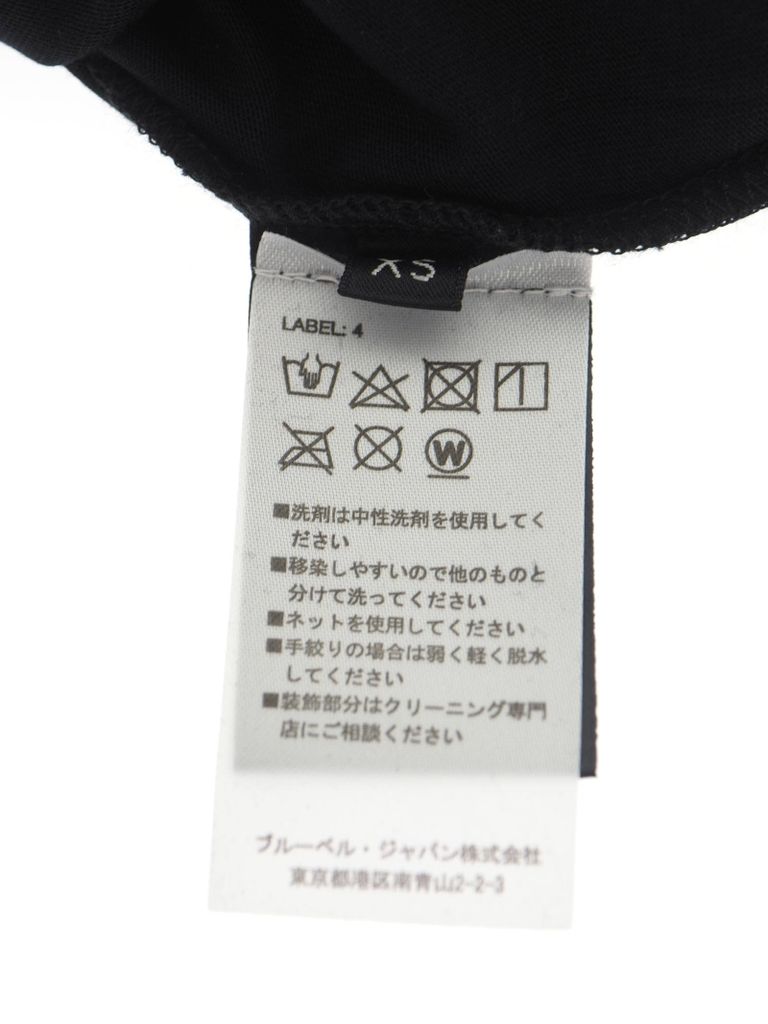 XS
LABEL: 4
W
■洗剤は中性洗剤を使用してく
ださい
■移染しやすいので他のものと
分けて洗ってください
■ネットを使用してください
■手絞りの場合は弱く軽く脱水
してください
■装飾部分はクリーニング専門
店にご相談ください
ブルーベル・ジャパン株式会社
東京都港区南青山2-2-3